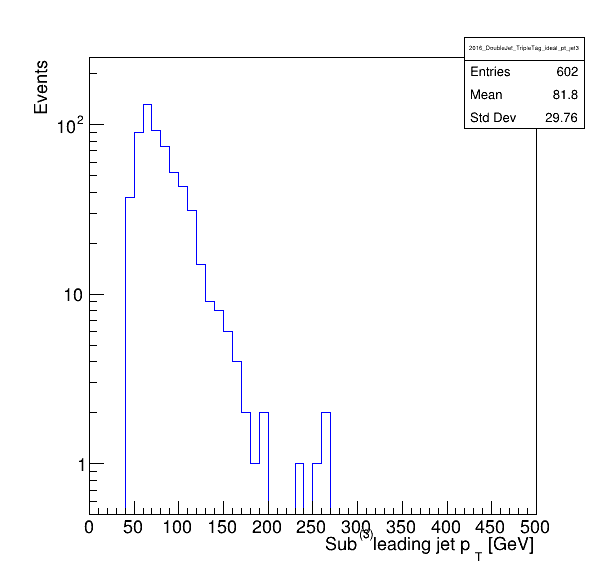 2016_DoubleJet_TripleTag_ideal_pt_jet3
Entries 602
Mean 81.8
Std Dev 29.76
Events
10²
10
1
0 50 100 150 200 250 300 350 400 450 500
Sub⁽³⁾leading jet p_T [GeV]